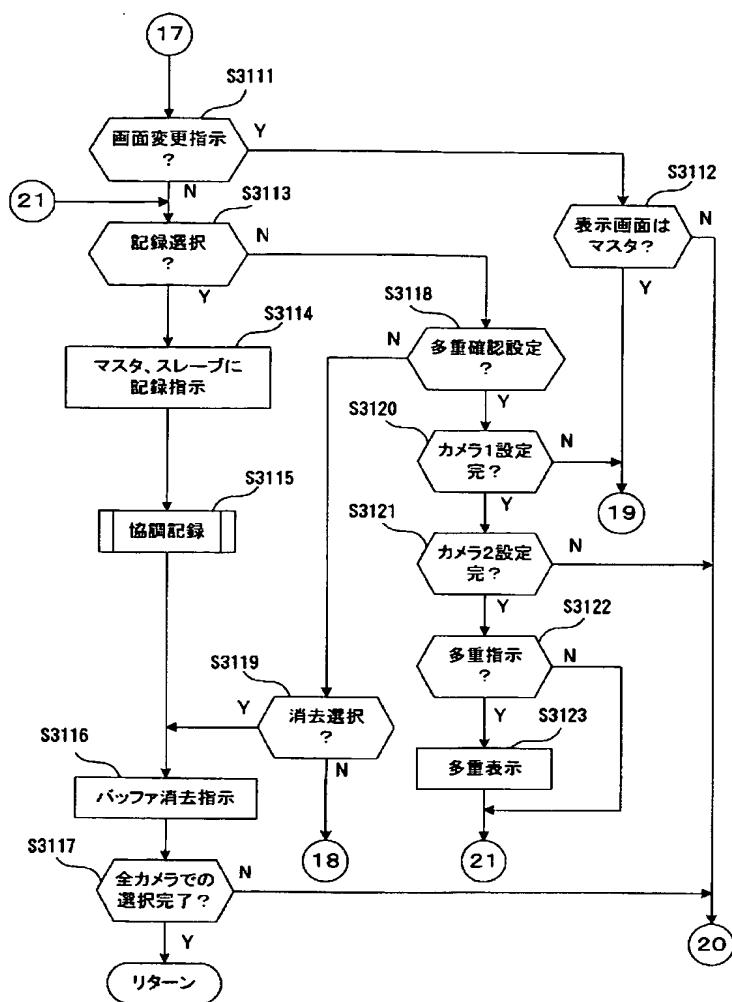 17
S3111
画面変更指示
?
Y
N
21
S3113
記録選択
?
N
Y
S3112
表示画面は
マスタ?
N
Y
S3114
マスタ、スレーブに
記録指示
S3118
多重確認設定
?
N
Y
S3120
カメラ1設定
完?
N
Y
19
S3115
協調記録
S3121
カメラ2設定
完?
N
Y
S3122
多重指示
?
N
Y
S3119
消去選択
?
Y
N
S3123
多重表示
S3116
バッファ消去指示
18
21
S3117
全カメラでの
選択完了?
N
Y
20
リターン